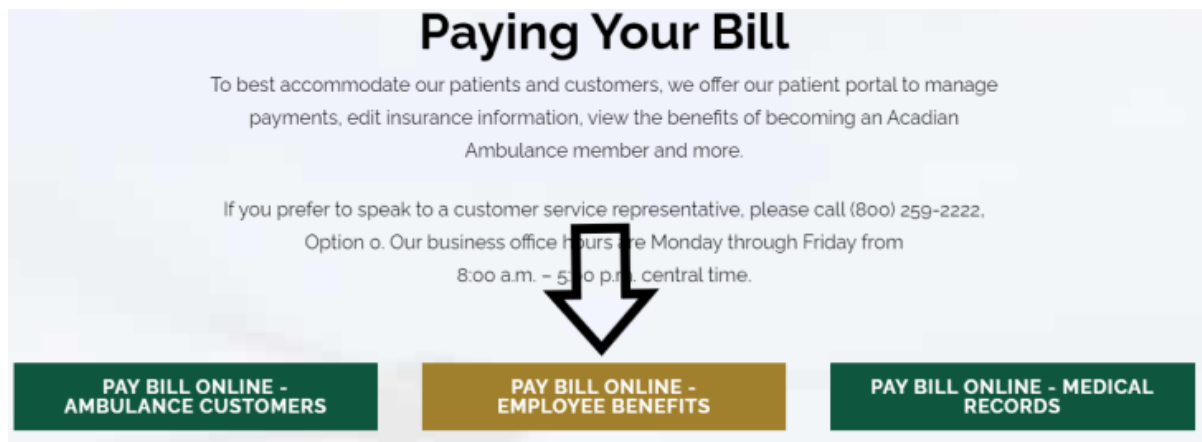 Paying Your Bill
To best accommodate our patients and customers, we offer our patient portal to manage
payments, edit insurance information, view the benefits of becoming an Acadian
Ambulance member and more.
If you prefer to speak to a customer service representative, please call (800) 259-2222,
Option 0. Our business office hours are Monday through Friday from
8:00 a.m. – 5:00 p.m. central time.
PAY BILL ONLINE -
AMBULANCE CUSTOMERS
PAY BILL ONLINE -
EMPLOYEE BENEFITS
PAY BILL ONLINE - MEDICAL
RECORDS